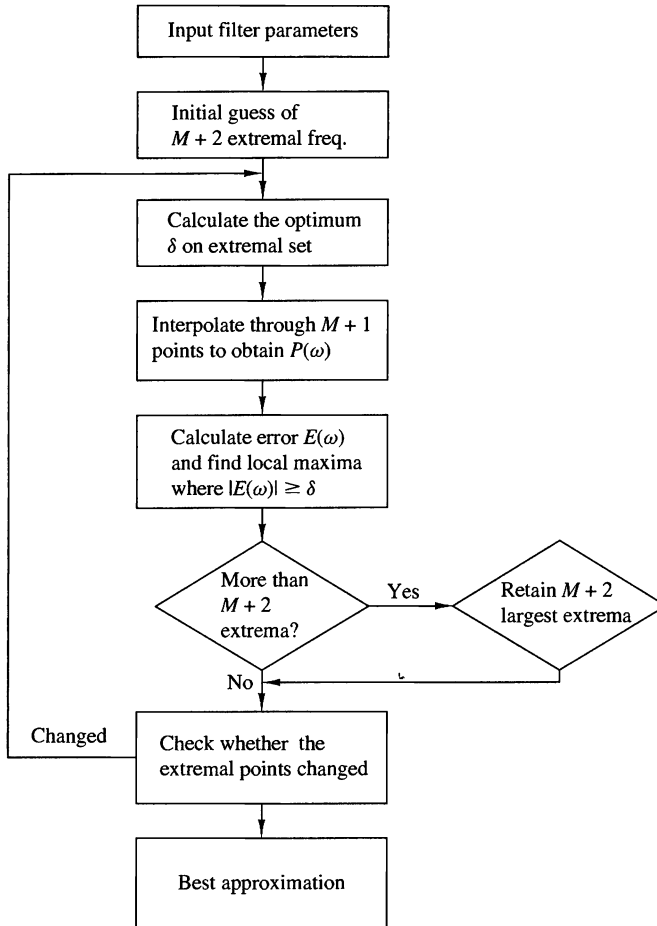 Input filter parameters
Initial guess of
M + 2 extremal freq.
Calculate the optimum
δ on extremal set
Interpolate through M + 1
points to obtain P(ω)
Calculate error E(ω)
and find local maxima
where |E(ω)| ≥ δ
More than
M + 2
extrema?
Yes
Retain M + 2
largest extrema
No
Changed
Check whether the
extremal points changed
Best approximation